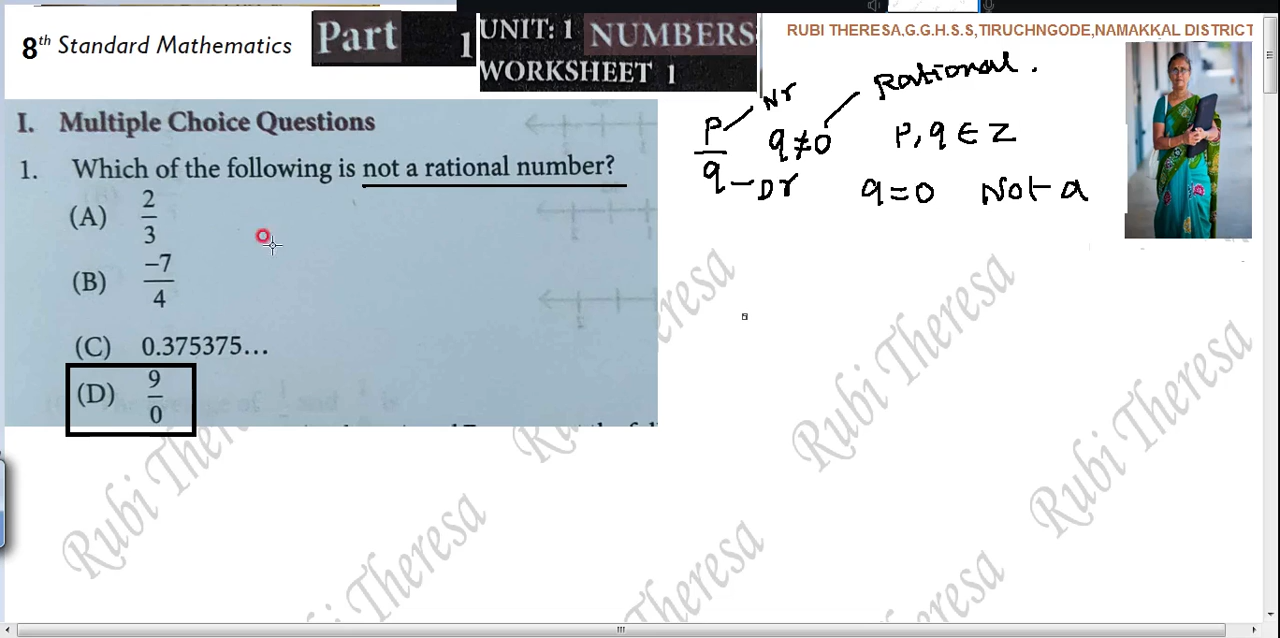 8th Standard Mathematics
Part 1
UNIT: 1 NUMBERS
WORKSHEET 1
RUBI THERESA,G.G.H.S.S,TIRUCHNGODE,NAMAKKAL DISTRICT
I. Multiple Choice Questions
1. Which of the following is not a rational number?
(A) 2/3
(B) −7/4
(C) 0.375375...
(D) 9/0
P/q Nr Dr q≠0 Rational.
P, q ∈ Z
q=0 Not a
Rubi Theresa
Rubi Theresa
Rubi Theresa
Rubi Theresa
Theresa
Theresa